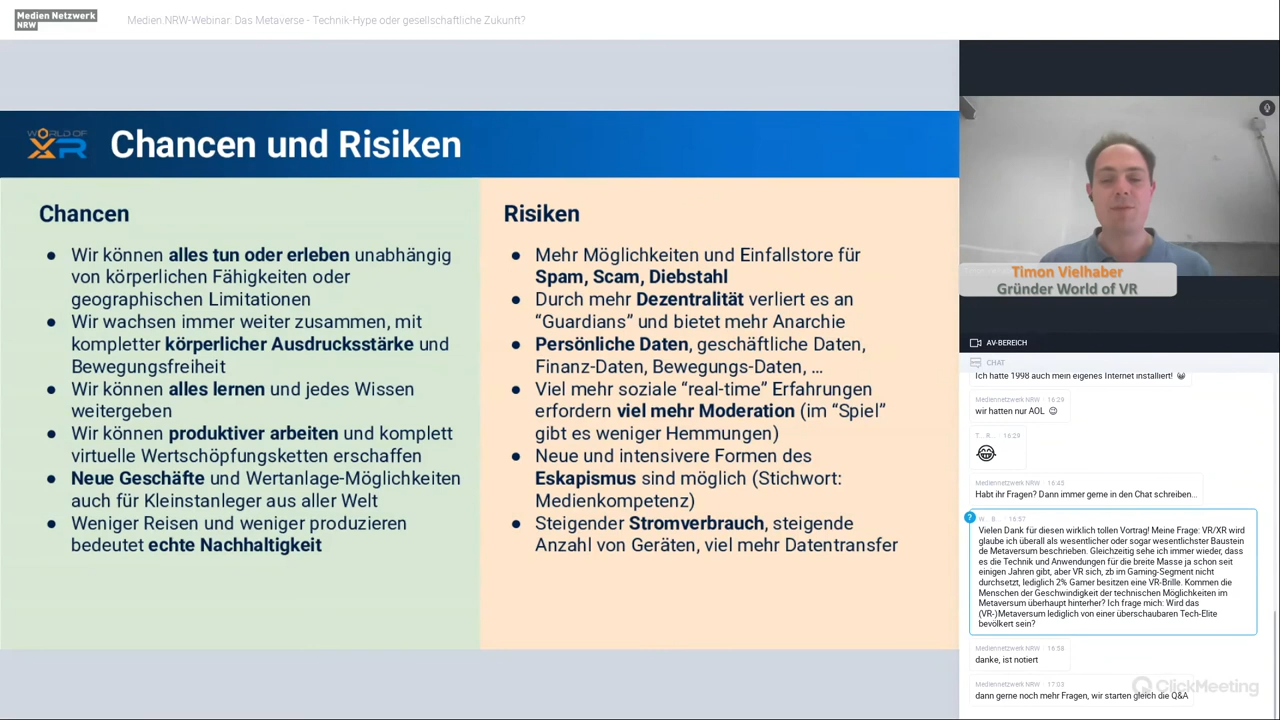 Medien Netzwerk
NRW
Medien.NRW-Webinar: Das Metaverse - Technik-Hype oder gesellschaftliche Zukunft?
WORLD OF
XR
Chancen und Risiken
Chancen
● Wir können alles tun oder erleben unabhängig
von körperlichen Fähigkeiten oder
geographischen Limitationen
● Wir wachsen immer weiter zusammen, mit
kompletter körperlicher Ausdrucksstärke und
Bewegungsfreiheit
● Wir können alles lernen und jedes Wissen
weitergeben
● Wir können produktiver arbeiten und komplett
virtuelle Wertschöpfungsketten erschaffen
● Neue Geschäfte und Wertanlage-Möglichkeiten
auch für Kleinstanleger aus aller Welt
● Weniger Reisen und weniger produzieren
bedeutet echte Nachhaltigkeit
Risiken
● Mehr Möglichkeiten und Einfallstore für
Spam, Scam, Diebstahl
● Durch mehr Dezentralität verliert es an
“Guardians” und bietet mehr Anarchie
● Persönliche Daten, geschäftliche Daten,
Finanz-Daten, Bewegungs-Daten, ...
● Viel mehr soziale “real-time” Erfahrungen
erfordern viel mehr Moderation (im “Spiel”
gibt es weniger Hemmungen)
● Neue und intensivere Formen des
Eskapismus sind möglich (Stichwort:
Medienkompetenz)
● Steigender Stromverbrauch, steigende
Anzahl von Geräten, viel mehr Datentransfer
Timon Vielhaber
Gründer World of VR
AV-BEREICH
CHAT
Ich hatte 1998 auch mein eigenes Internet installiert! 😀
Mediennetzwerk NRW · 16:29
wir hatten nur AOL 😉
T... R... · 16:29
😂
Mediennetzwerk NRW · 16:45
Habt ihr Fragen? Dann immer gerne in den Chat schreiben...
?
W... B... · 16:57
Vielen Dank für diesen wirklich tollen Vortrag! Meine Frage: VR/XR wird
glaube ich überall als wesentlicher oder sogar wesentlichster Baustein
de Metaversum beschrieben. Gleichzeitig sehe ich immer wieder, dass
es die Technik und Anwendungen für die breite Masse ja schon seit
einigen Jahren gibt, aber VR sich, zb im Gaming-Segment nicht
durchsetzt, lediglich 2% Gamer besitzen eine VR-Brille. Kommen die
Menschen der Geschwindigkeit der technischen Möglichkeiten im
Metaversum überhaupt hinterher? Ich frage mich: Wird das
(VR-)Metaversum lediglich von einer überschaubaren Tech-Elite
bevölkert sein?
Mediennetzwerk NRW · 16:58
danke, ist notiert
Mediennetzwerk NRW · 17:03
dann gerne noch mehr Fragen, wir starten gleich die Q&A
ClickMeeting